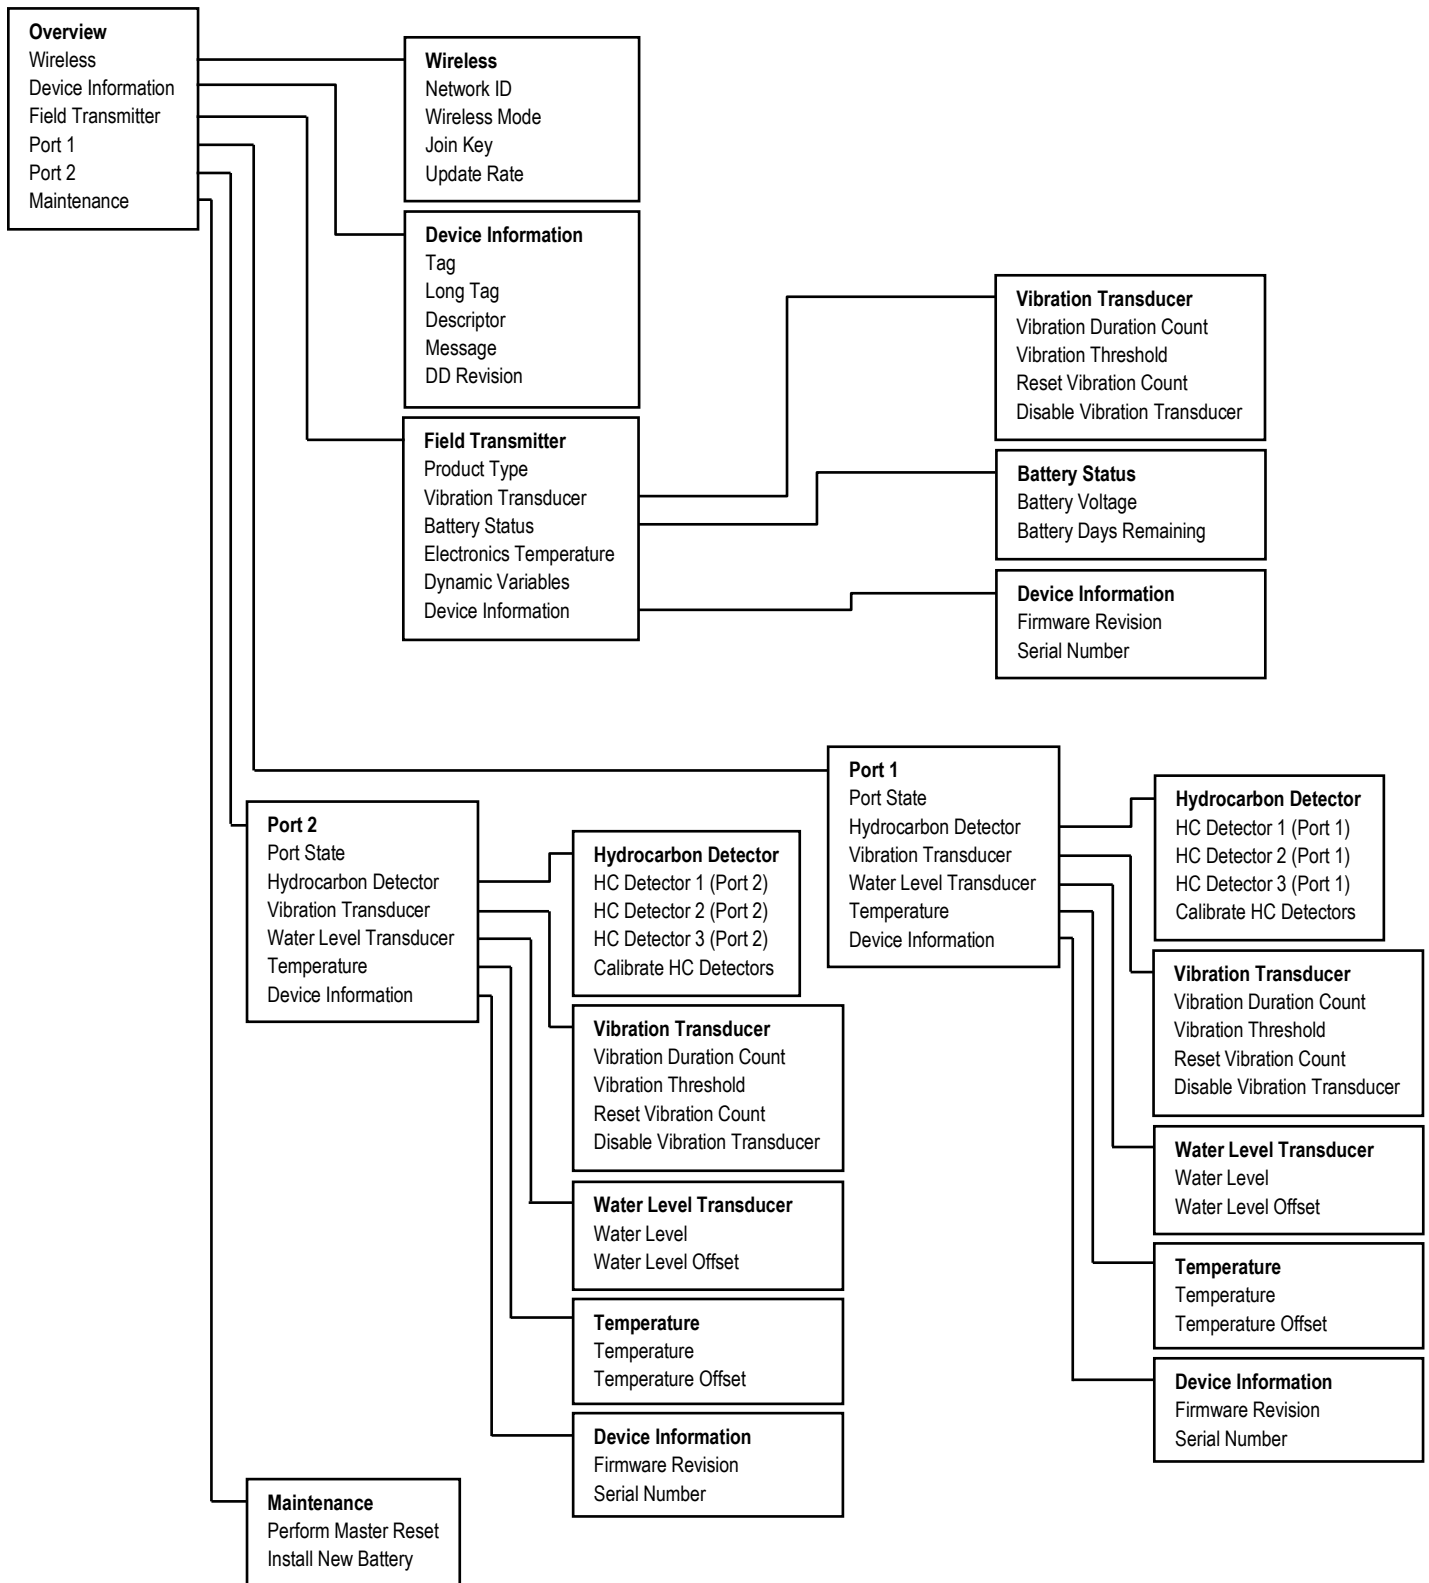 Overview
Wireless
Device Information
Field Transmitter
Port 1
Port 2
Maintenance
Wireless
Network ID
Wireless Mode
Join Key
Update Rate
Device Information
Tag
Long Tag
Descriptor
Message
DD Revision
Field Transmitter
Product Type
Vibration Transducer
Battery Status
Electronics Temperature
Dynamic Variables
Device Information
Vibration Transducer
Vibration Duration Count
Vibration Threshold
Reset Vibration Count
Disable Vibration Transducer
Battery Status
Battery Voltage
Battery Days Remaining
Device Information
Firmware Revision
Serial Number
Port 1
Port State
Hydrocarbon Detector
Vibration Transducer
Water Level Transducer
Temperature
Device Information
Hydrocarbon Detector
HC Detector 1 (Port 1)
HC Detector 2 (Port 1)
HC Detector 3 (Port 1)
Calibrate HC Detectors
Vibration Transducer
Vibration Duration Count
Vibration Threshold
Reset Vibration Count
Disable Vibration Transducer
Water Level Transducer
Water Level
Water Level Offset
Temperature
Temperature
Temperature Offset
Device Information
Firmware Revision
Serial Number
Port 2
Port State
Hydrocarbon Detector
Vibration Transducer
Water Level Transducer
Temperature
Device Information
Hydrocarbon Detector
HC Detector 1 (Port 2)
HC Detector 2 (Port 2)
HC Detector 3 (Port 2)
Calibrate HC Detectors
Vibration Transducer
Vibration Duration Count
Vibration Threshold
Reset Vibration Count
Disable Vibration Transducer
Water Level Transducer
Water Level
Water Level Offset
Temperature
Temperature
Temperature Offset
Device Information
Firmware Revision
Serial Number
Maintenance
Perform Master Reset
Install New Battery